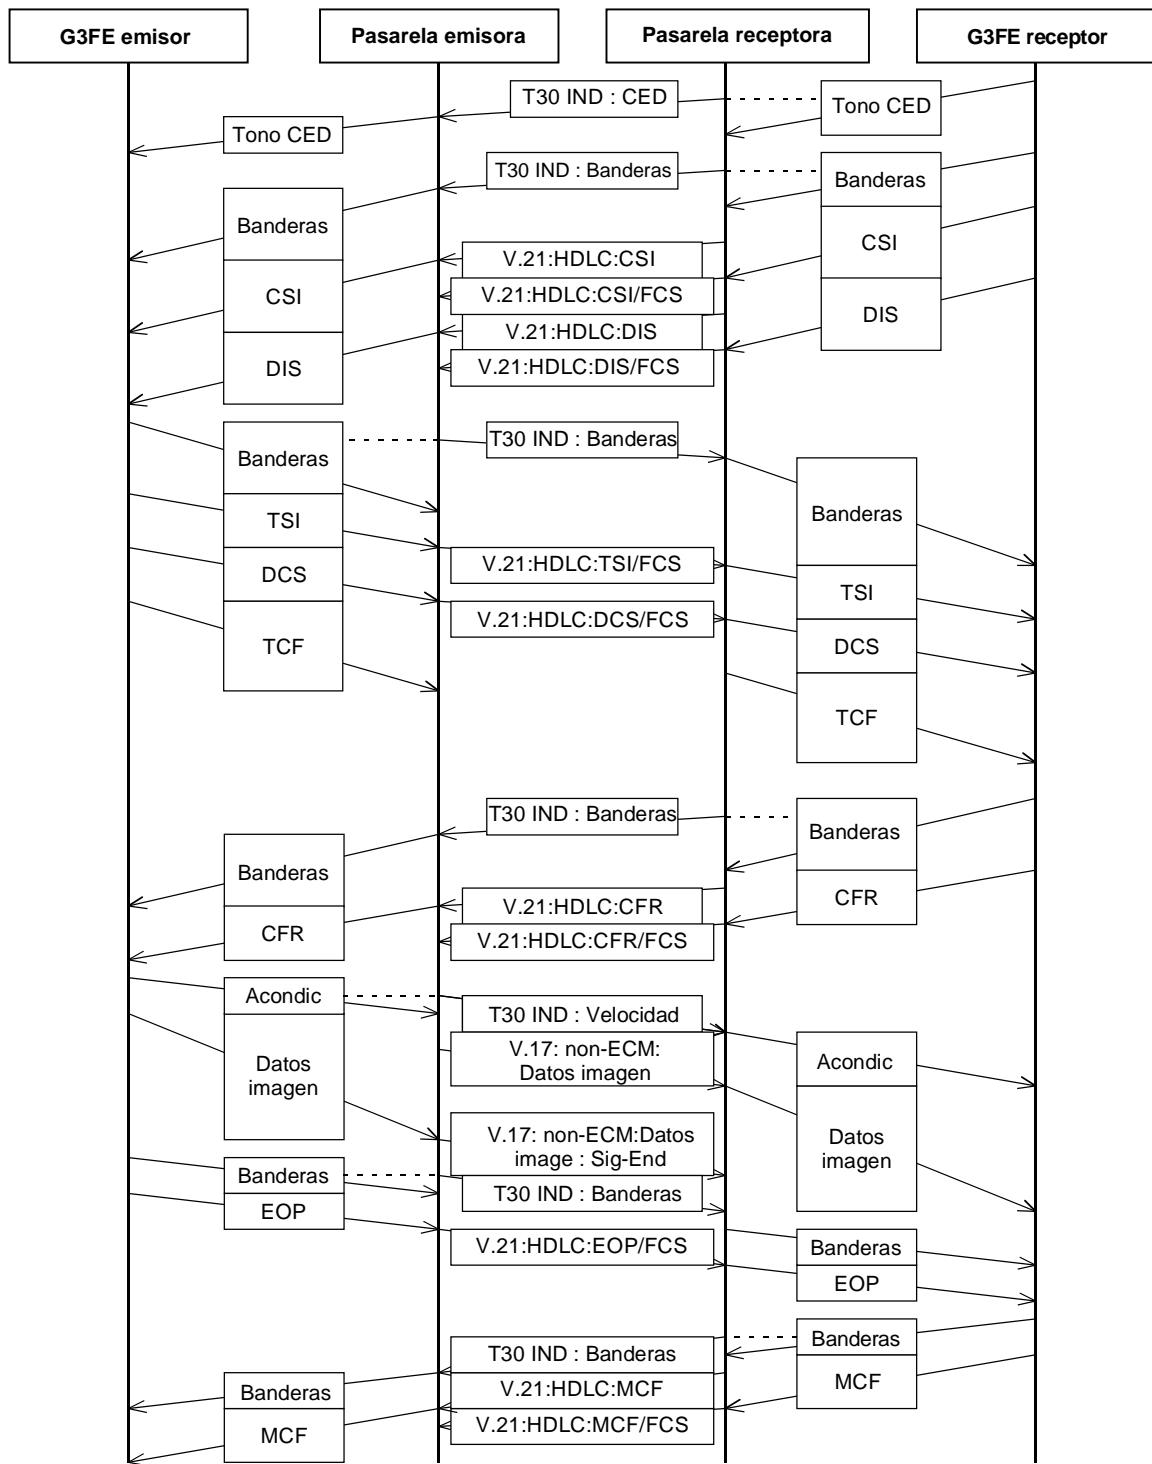 G3FE emisor
Pasarela emisora
Pasarela receptora
G3FE receptor
T30 IND : CED
Tono CED
Tono CED
T30 IND : Banderas
Banderas
Banderas
CSI
V.21:HDLC:CSI
CSI
V.21:HDLC:CSI/FCS
DIS
V.21:HDLC:DIS
DIS
V.21:HDLC:DIS/FCS
T30 IND : Banderas
Banderas
Banderas
TSI
V.21:HDLC:TSI/FCS
DCS
TSI
V.21:HDLC:DCS/FCS
TCF
DCS
TCF
T30 IND : Banderas
Banderas
Banderas
CFR
V.21:HDLC:CFR
CFR
V.21:HDLC:CFR/FCS
Acondic
T30 IND : Velocidad
V.17: non-ECM:
Datos imagen
Datos
imagen
Acondic
V.17: non-ECM:Datos
image : Sig-End
Datos
imagen
Banderas
T30 IND : Banderas
EOP
V.21:HDLC:EOP/FCS
Banderas
EOP
Banderas
T30 IND : Banderas
MCF
Banderas
V.21:HDLC:MCF
V.21:HDLC:MCF/FCS
MCF